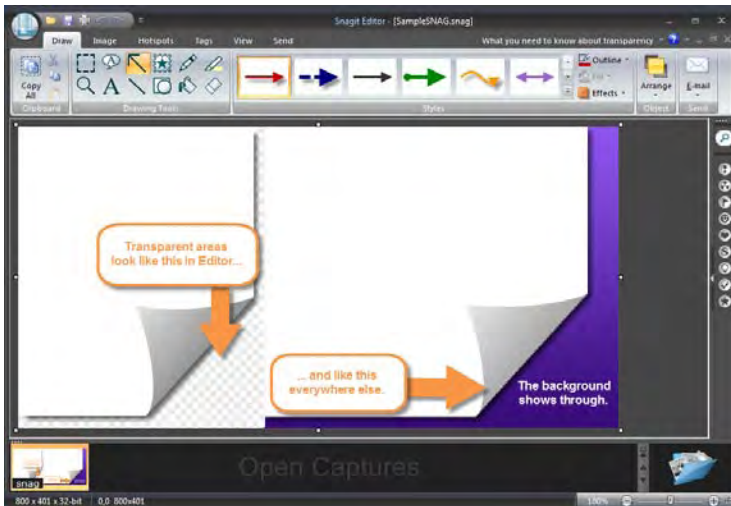 Snagit Editor - [SampleSNAG.snag]
Draw Image Hotspots Tags View Send What you need to know about transparency
Copy
All
Outline
Fill
Effects
Arrange
E-mail
Clipboard Drawing Tools Styles Object Send
Transparent areas
look like this in Editor...
... and like this
everywhere else.
The background
shows through.
Open Captures
snag
800 x 401 x 32-bit 0,0 800x401 100%